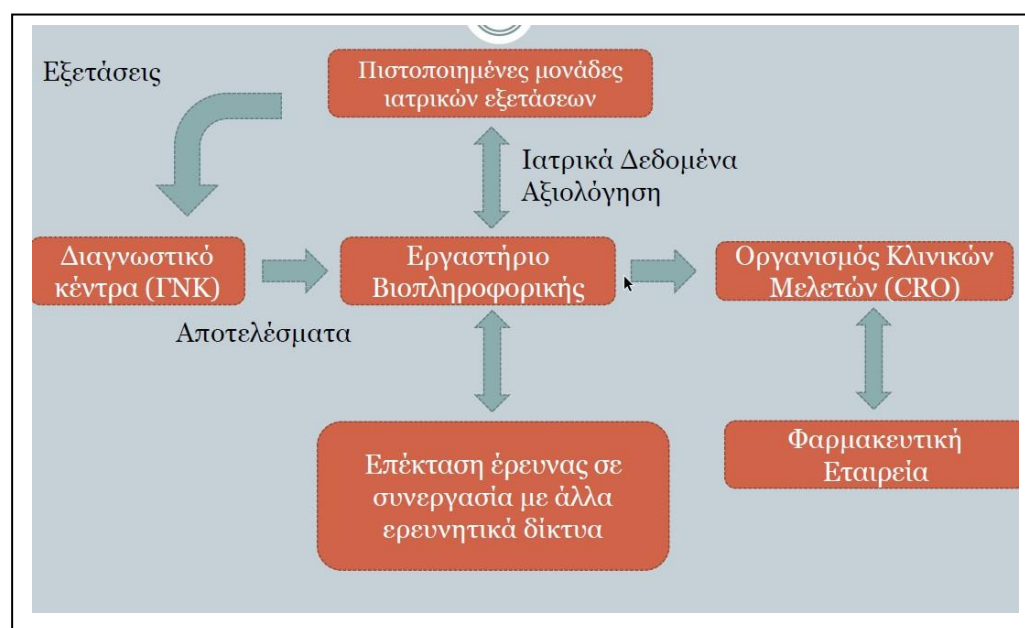 Εξετάσεις
Πιστοποιημένες μονάδες
ιατρικών εξετάσεων
Ιατρικά Δεδομένα
Αξιολόγηση
Διαγνωστικό
κέντρα (ΓΝΚ)
Εργαστήριο
Βιοπληροφορικής
Οργανισμός Κλινικών
Μελετών (CRO)
Αποτελέσματα
Επέκταση έρευνας σε
συνεργασία με άλλα
ερευνητικά δίκτυα
Φαρμακευτική
Εταιρεία